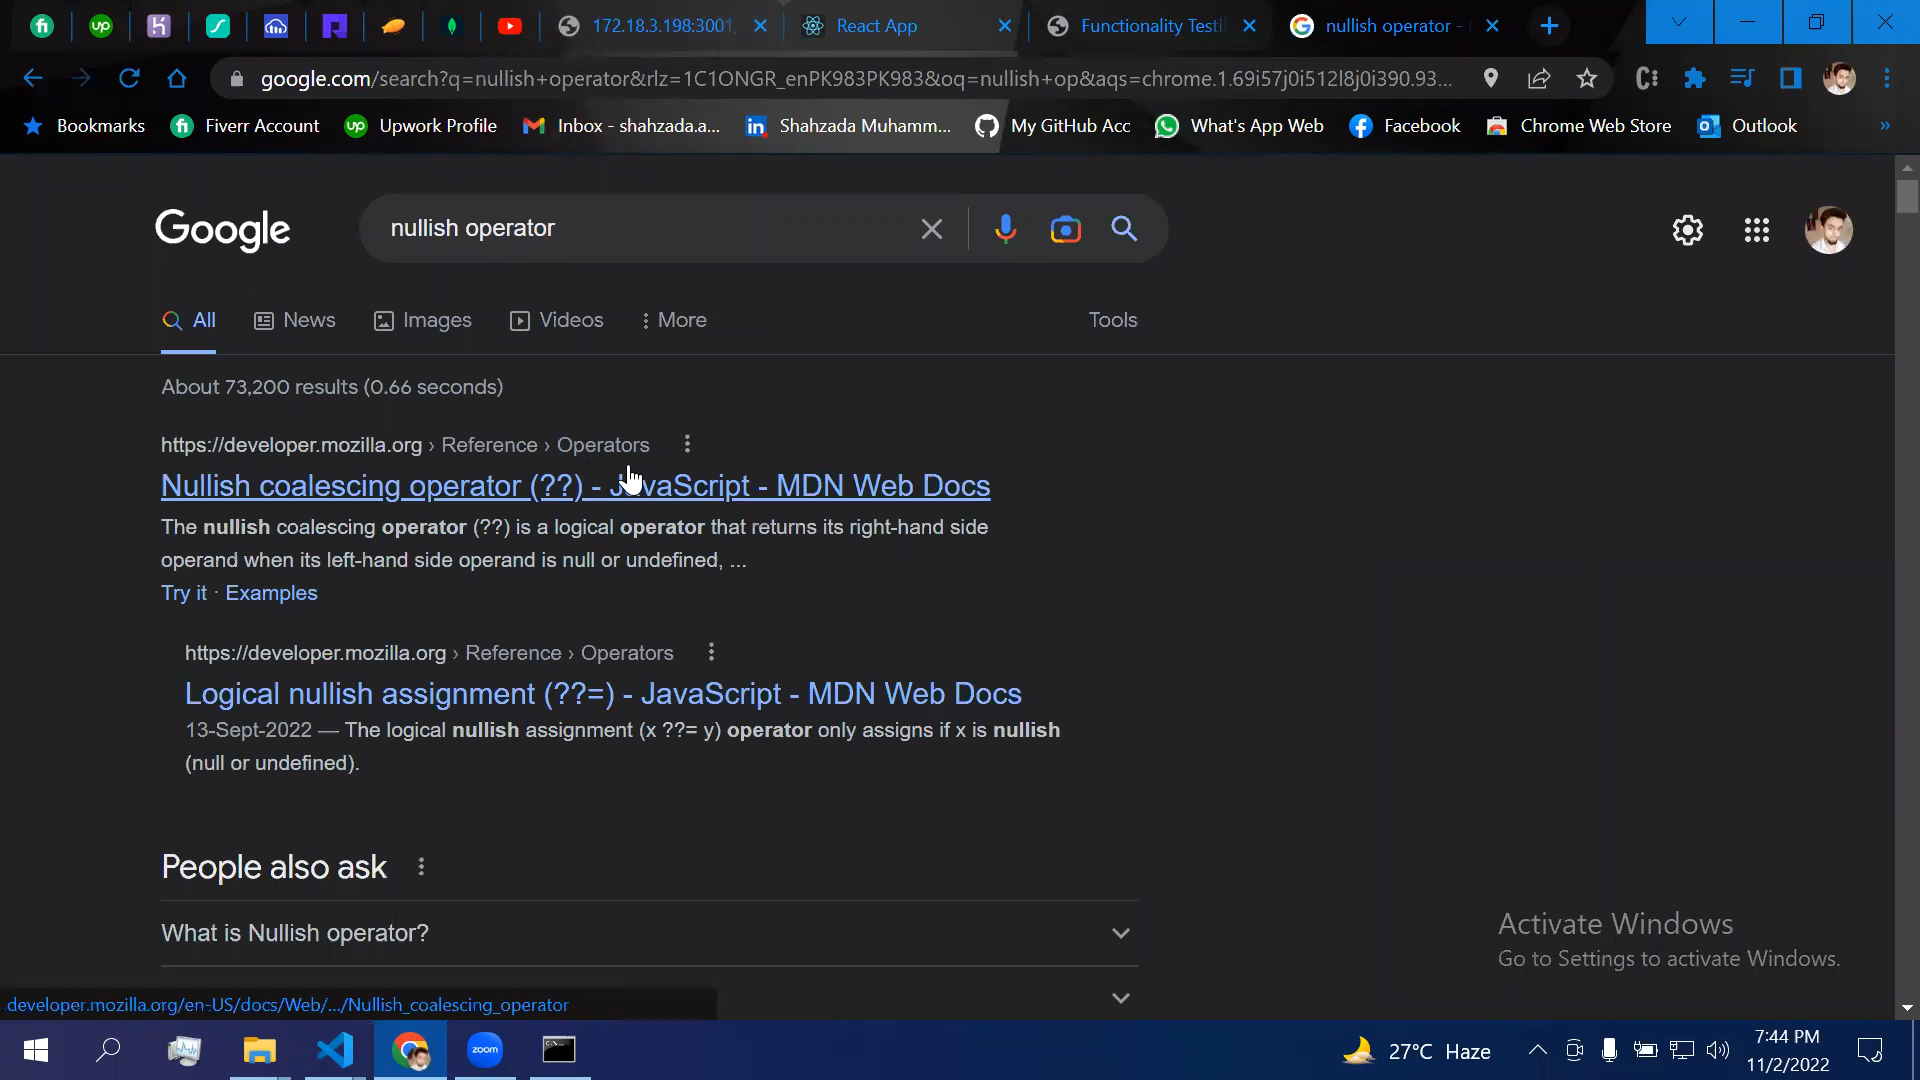 172.18.3.198:3001
React App
Functionality Testi
nullish operator -
google.com/search?q=nullish+operator&rlz=1C1ONGR_enPK983PK983&oq=nullish+op&aqs=chrome.1.69i57j0i512l8j0i390.93...
Bookmarks
Fiverr Account
Upwork Profile
Inbox - shahzada.a...
Shahzada Muhamm...
My GitHub Acc
What's App Web
Facebook
Chrome Web Store
Outlook
»
Google
nullish operator
All
News
Images
Videos
More
Tools
About 73,200 results (0.66 seconds)
https://developer.mozilla.org › Reference › Operators
Nullish coalescing operator (??) - JavaScript - MDN Web Docs
The nullish coalescing operator (??) is a logical operator that returns its right-hand side
operand when its left-hand side operand is null or undefined, ...
Try it · Examples
https://developer.mozilla.org › Reference › Operators
Logical nullish assignment (??=) - JavaScript - MDN Web Docs
13-Sept-2022 — The logical nullish assignment (x ??= y) operator only assigns if x is nullish
(null or undefined).
People also ask
What is Nullish operator?
Activate Windows
Go to Settings to activate Windows.
developer.mozilla.org/en-US/docs/Web/.../Nullish_coalescing_operator
zoom
27°C Haze
7:44 PM
11/2/2022